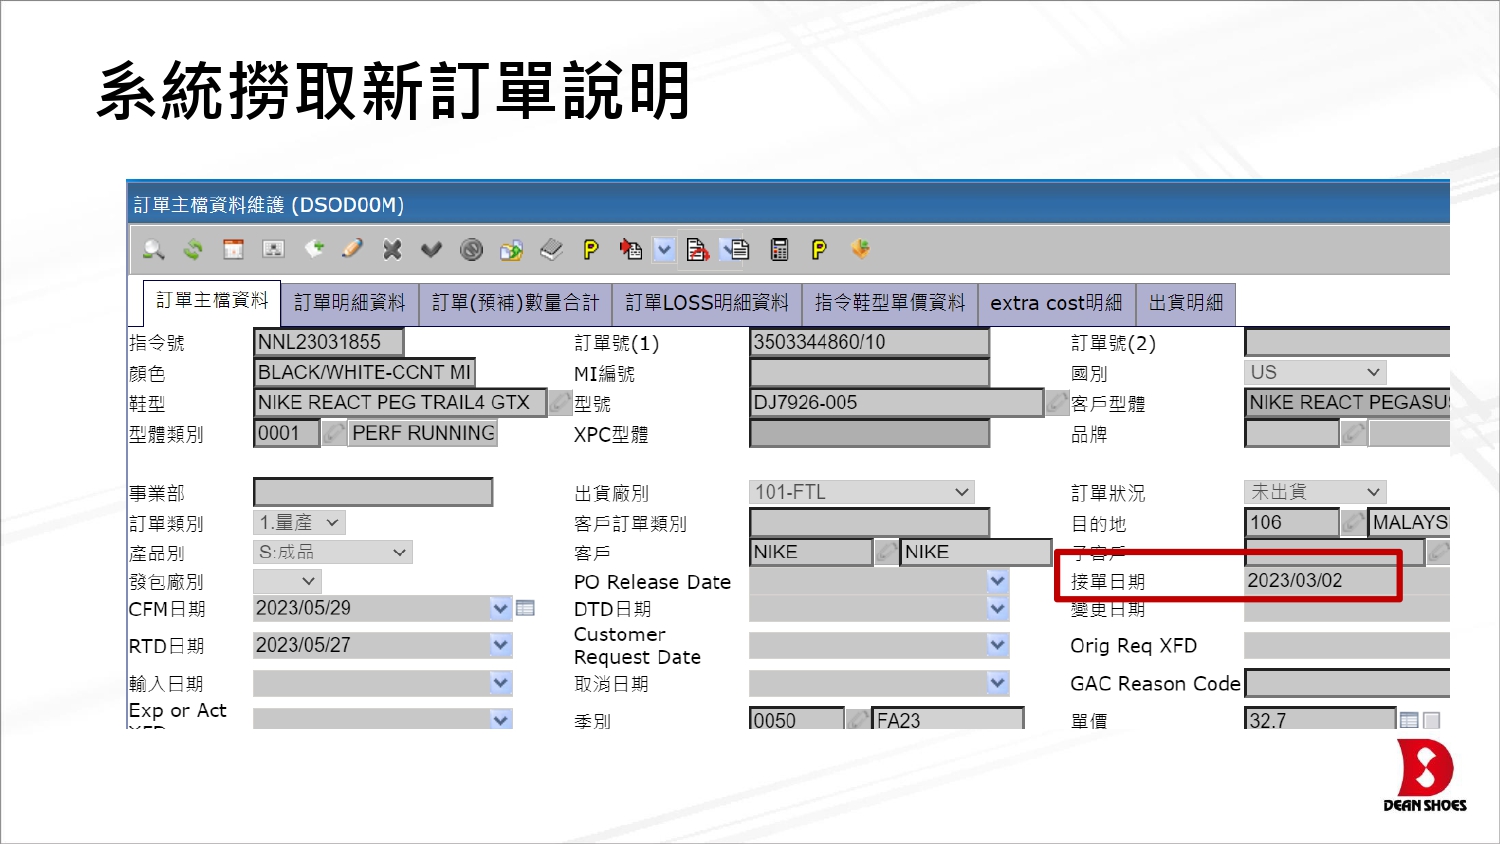 系統撈取新訂單說明
訂單主檔資料維護 (DSOD00M)
訂單主檔資料 訂單明細資料 訂單(預補)數量合計 訂單LOSS明細資料 指令鞋型單價資料 extra cost明細 出貨明細
指令號 NNL23031855 訂單號(1) 3503344860/10 訂單號(2)
顏色 BLACK/WHITE-CCNT MI MI編號 國別 US
鞋型 NIKE REACT PEG TRAIL4 GTX 型號 DJ7926-005 客戶型體 NIKE REACT PEGASU
型體類別 0001 PERF RUNNING XPC型體 品牌
事業部 出貨廠別 101-FTL 訂單狀況 未出貨
訂單類別 1.量產 客戶訂單類別 目的地 106 MALAYS
產品別 S:成品 客戶 NIKE NIKE 子客戶
發包廠別 PO Release Date 接單日期 2023/03/02
CFM日期 2023/05/29 DTD日期 變更日期
RTD日期 2023/05/27 Customer Request Date Orig Req XFD
輸入日期 取消日期 GAC Reason Code
Exp or Act 季別 0050 FA23 單價 32.7
DEAN SHOES